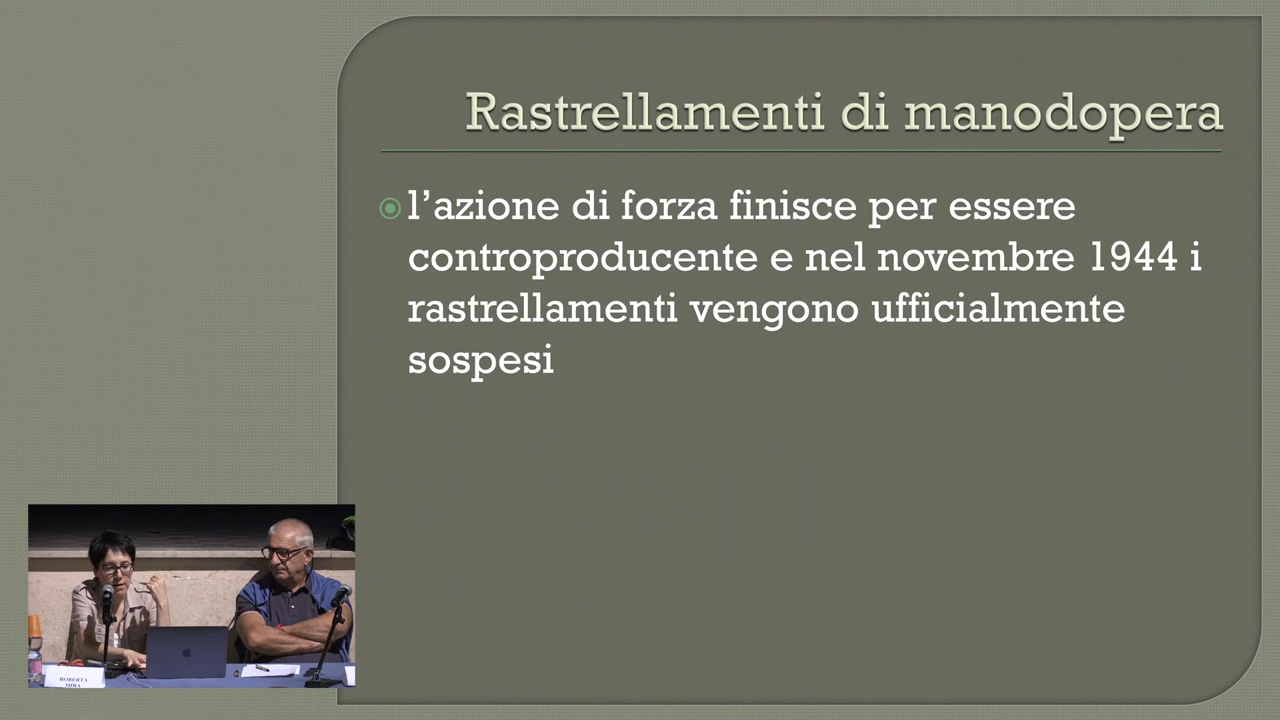 Rastrellamenti di manodopera
l’azione di forza finisce per essere
controproducente e nel novembre 1944 i
rastrellamenti vengono ufficialmente
sospesi
ROBERTA
MIRA